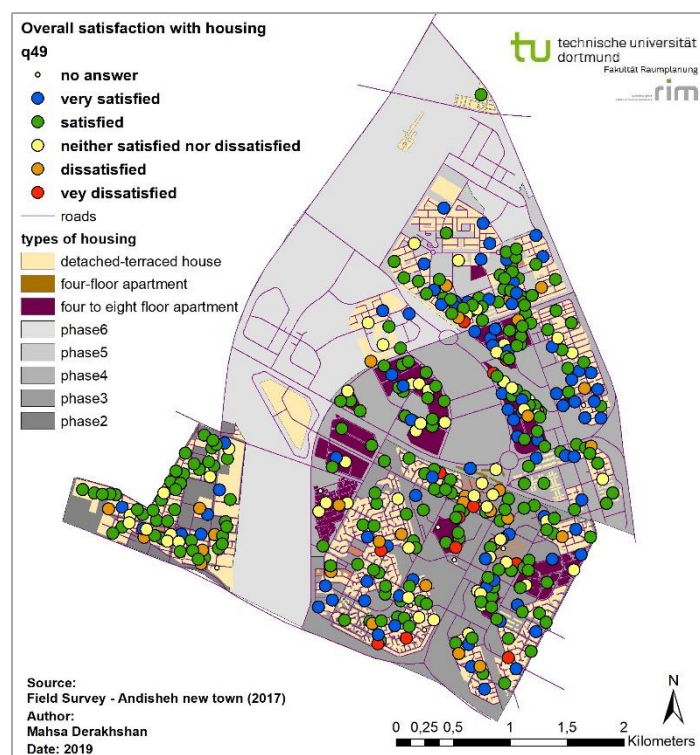 Overall satisfaction with housing
q49
no answer
very satisfied
satisfied
neither satisfied nor dissatisfied
dissatisfied
vey dissatisfied
roads
types of housing
detached-terraced house
four-floor apartment
four to eight floor apartment
phase6
phase5
phase4
phase3
phase2
tu technische universität
dortmund
Fakultät Raumplanung
rim
Source:
Field Survey - Andisheh new town (2017)
Author:
Mahsa Derakhshan
Date: 2019
N
0 0,25 0,5 1 1,5 2
Kilometers